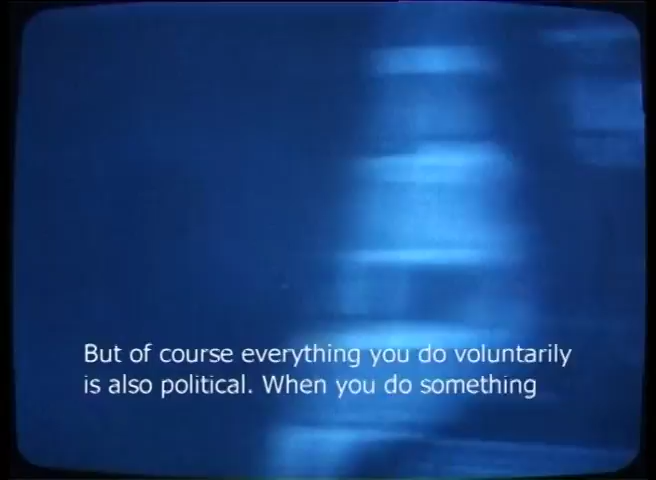 But of course everything you do voluntarily
is also political. When you do something